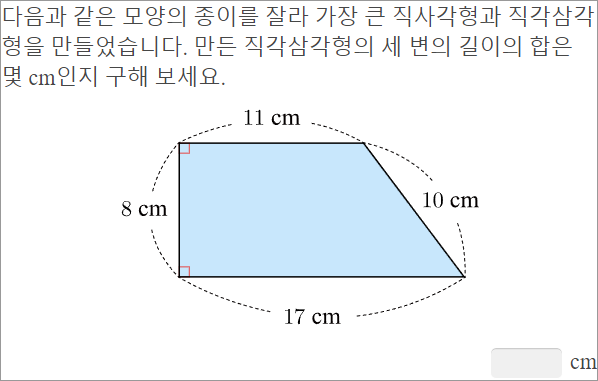 다음과 같은 모양의 종이를 잘라 가장 큰 직사각형과 직각삼각
형을 만들었습니다. 만든 직각삼각형의 세 변의 길이의 합은
몇 cm인지 구해 보세요.
11 cm
8 cm
10 cm
17 cm
cm